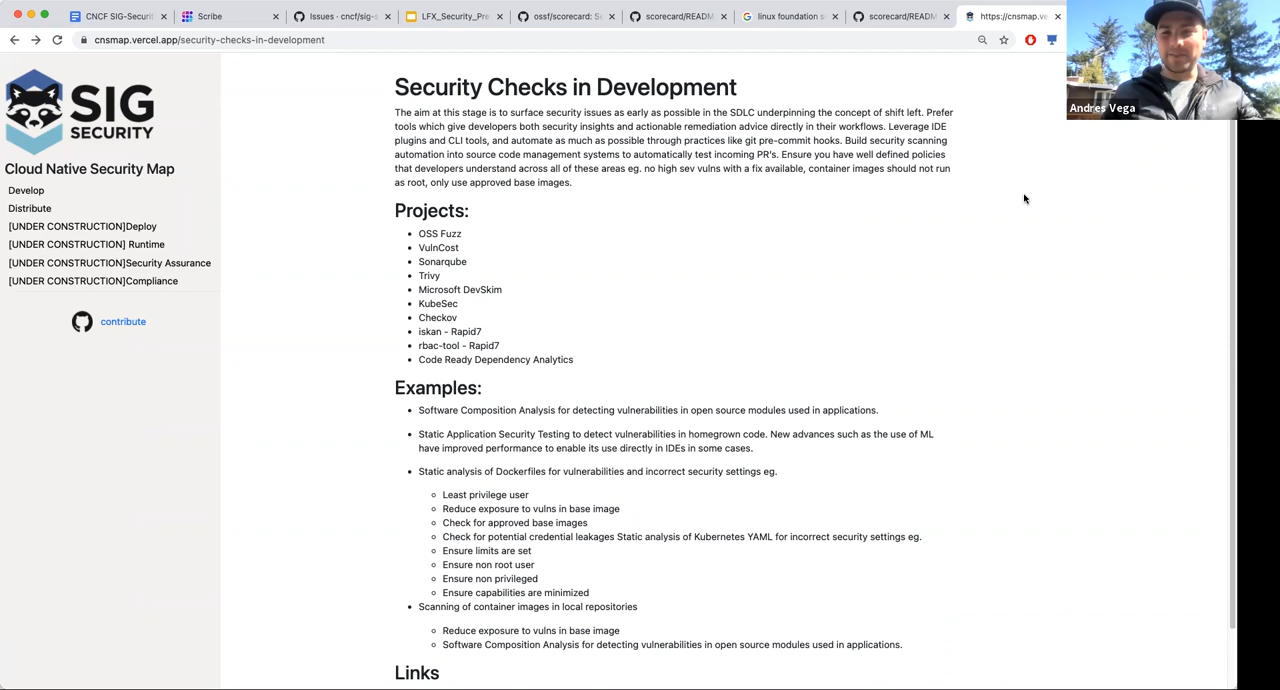 CNCF SIG-Securi
Scribe
Issues · cncf/sig-s
LFX_Security_Pre
ossf/scorecard: Se
scorecard/READM
linux foundation s
scorecard/READM
https://cnsmap.ve
cnsmap.vercel.app/security-checks-in-development
Andres Vega
SIG
SECURITY
Cloud Native Security Map
Develop
Distribute
[UNDER CONSTRUCTION]Deploy
[UNDER CONSTRUCTION] Runtime
[UNDER CONSTRUCTION]Security Assurance
[UNDER CONSTRUCTION]Compliance
contribute
Security Checks in Development
The aim at this stage is to surface security issues as early as possible in the SDLC underpinning the concept of shift left. Prefer
tools which give developers both security insights and actionable remediation advice directly in their workflows. Leverage IDE
plugins and CLI tools, and automate as much as possible through practices like git pre-commit hooks. Build security scanning
automation into source code management systems to automatically test incoming PR's. Ensure you have well defined policies
that developers understand across all of these areas eg. no high sev vulns with a fix available, container images should not run
as root, only use approved base images.
Projects:
OSS Fuzz
VulnCost
Sonarqube
Trivy
Microsoft DevSkim
KubeSec
Checkov
iskan - Rapid7
rbac-tool - Rapid7
Code Ready Dependency Analytics
Examples:
Software Composition Analysis for detecting vulnerabilities in open source modules used in applications.
Static Application Security Testing to detect vulnerabilities in homegrown code. New advances such as the use of ML
have improved performance to enable its use directly in IDEs in some cases.
Static analysis of Dockerfiles for vulnerabilities and incorrect security settings eg.
Least privilege user
Reduce exposure to vulns in base image
Check for approved base images
Check for potential credential leakages Static analysis of Kubernetes YAML for incorrect security settings eg.
Ensure limits are set
Ensure non root user
Ensure non privileged
Ensure capabilities are minimized
Scanning of container images in local repositories
Reduce exposure to vulns in base image
Software Composition Analysis for detecting vulnerabilities in open source modules used in applications.
Links